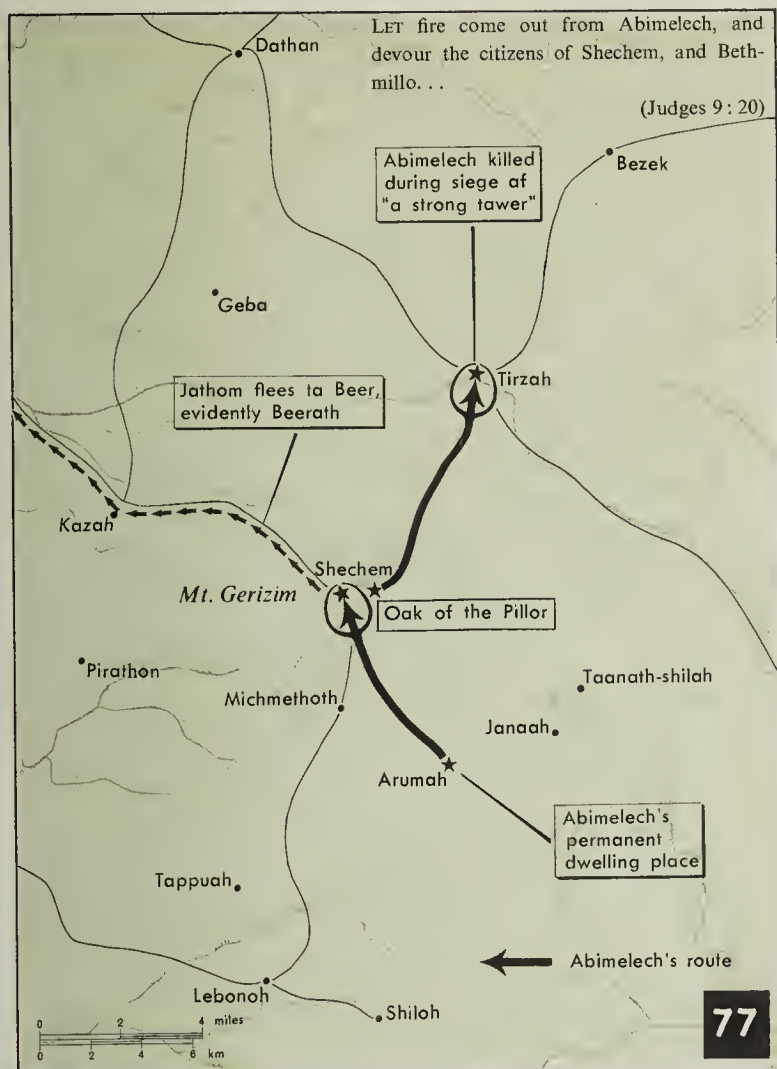 LET fire come out from Abimelech, and
devour the citizens of Shechem, and Beth-
millo. . .
(Judges 9 : 20)
Dathan
Bezek
Abimelech killed
during siege af
"a strong tawer"
Geba
Tirzah
Jathom flees ta Beer,
evidently Beerath
Kazah
Shechem
Mt. Gerizim
Oak of the Pillor
Pirathon
Taanath-shilah
Michmethoth
Janaah
Arumah
Abimelech's
permanent
dwelling place
Tappuah
Abimelech's route
Lebonoh
Shiloh
0 2 4 miles
0 2 4 6 km
77